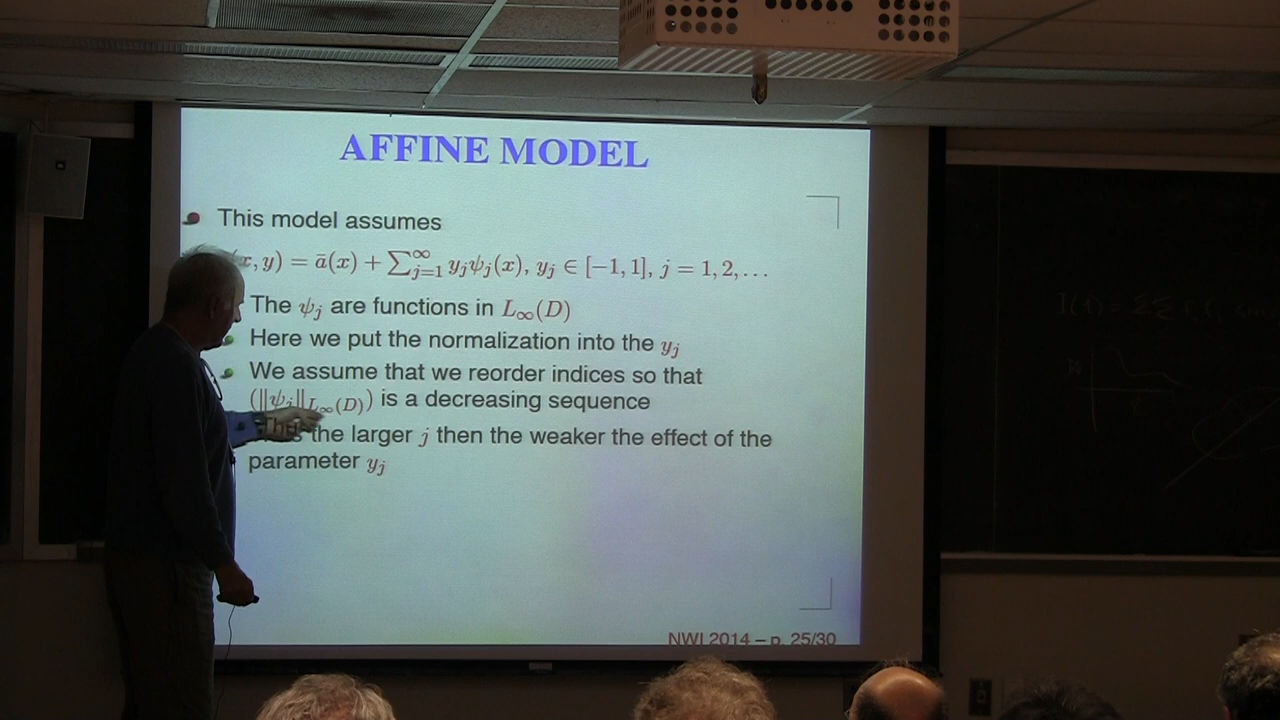 AFFINE MODEL
This model assumes
x, y) = ā(x) + ∑_{j=1}^{∞} y_jψ_j(x), y_j ∈ [−1, 1], j = 1, 2, . . .
The ψ_j are functions in L_∞(D)
Here we put the normalization into the y_j
We assume that we reorder indices so that
(‖ψ_j‖_{L_∞(D)}) is a decreasing sequence
Thus the larger j then the weaker the effect of the
parameter y_j
NWI 2014 – p. 25/30